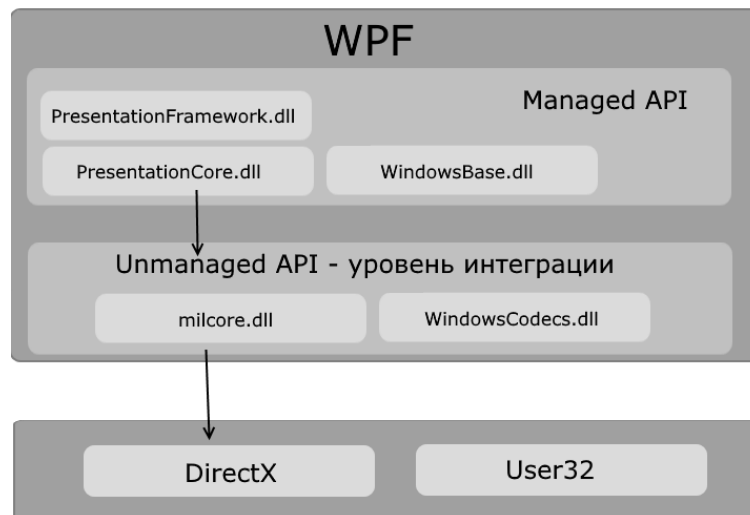 WPF
Managed API
PresentationFramework.dll
PresentationCore.dll
WindowsBase.dll
Unmanaged API - уровень интеграции
milcore.dll
WindowsCodecs.dll
DirectX
User32